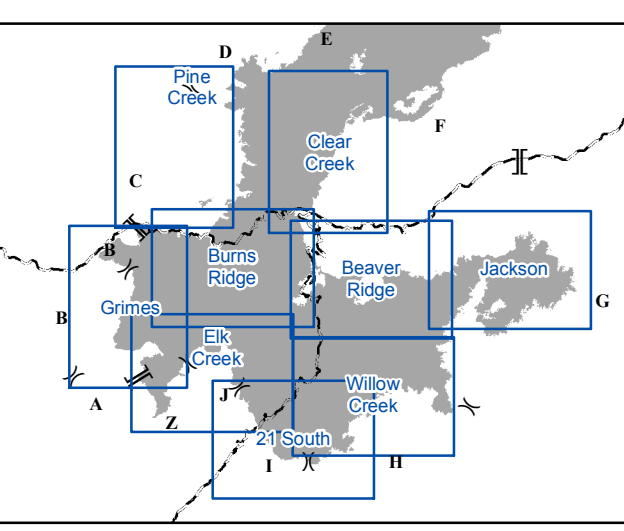 E
D
Pine
Creek
F
Clear
Creek
C
B
Burns
Ridge
Beaver
Ridge
Jackson
G
Grimes
B
Elk
Creek
J
Willow
Creek
A
Z
21 South
I
H